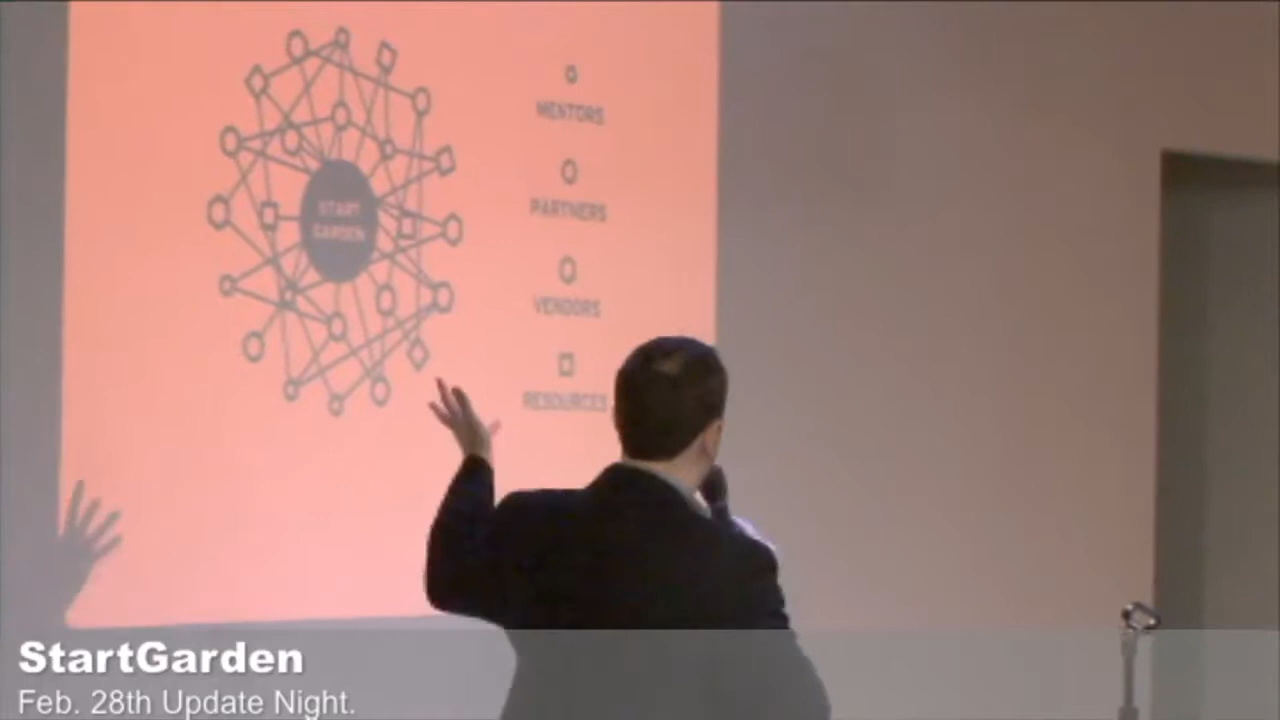 START
GARDEN
MENTORS
PARTNERS
VENDORS
RESOURCES
StartGarden
Feb. 28th Update Night.